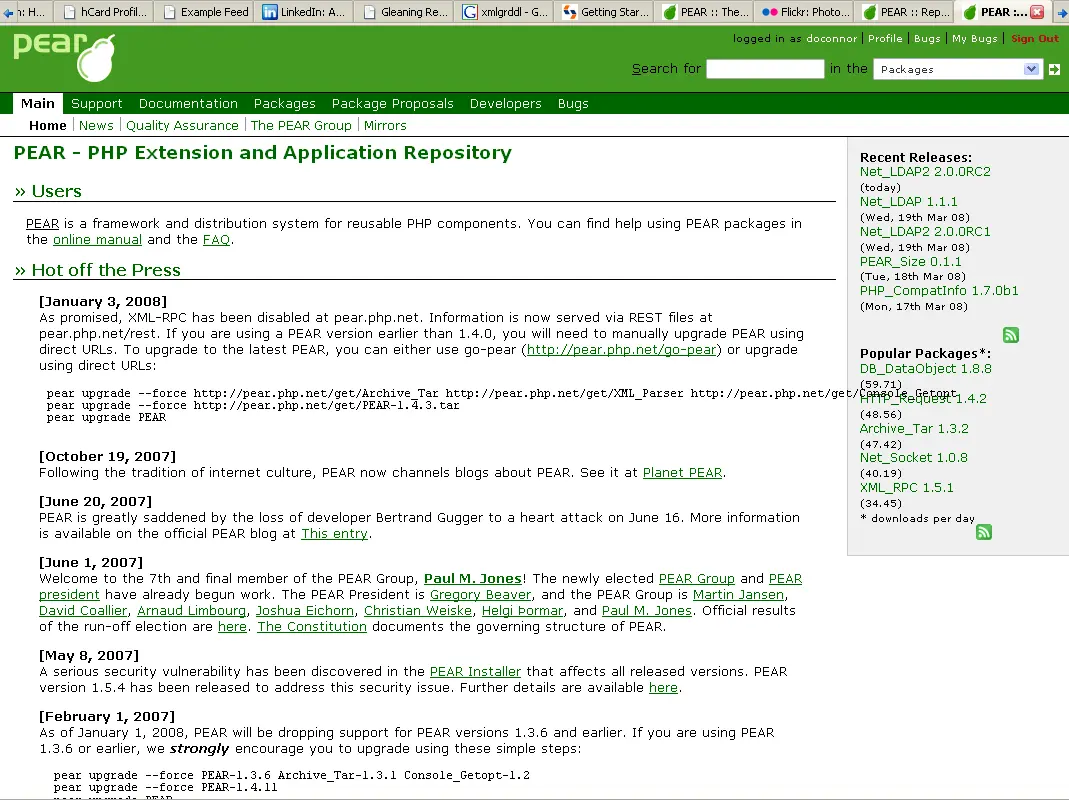 n: H...
hCard Profil...
Example Feed
LinkedIn: A...
Gleaning Re...
xmlgrddl - G...
Getting Star...
PEAR :: The...
Flickr: Photo...
PEAR :: Rep...
PEAR :...
pear
logged in as doconnor | Profile | Bugs | My Bugs | Sign Out
Search for in the Packages
Main Support Documentation Packages Package Proposals Developers Bugs
Home | News | Quality Assurance | The PEAR Group | Mirrors
PEAR - PHP Extension and Application Repository
» Users
PEAR is a framework and distribution system for reusable PHP components. You can find help using PEAR packages in
the online manual and the FAQ.
» Hot off the Press
[January 3, 2008]
As promised, XML-RPC has been disabled at pear.php.net. Information is now served via REST files at
pear.php.net/rest. If you are using a PEAR version earlier than 1.4.0, you will need to manually upgrade PEAR using
direct URLs. To upgrade to the latest PEAR, you can either use go-pear (http://pear.php.net/go-pear) or upgrade
using direct URLs:
pear upgrade --force http://pear.php.net/get/Archive_Tar http://pear.php.net/get/XML_Parser http://pear.php.net/get/Console_Getopt
pear upgrade --force http://pear.php.net/get/PEAR-1.4.3.tar
pear upgrade PEAR
[October 19, 2007]
Following the tradition of internet culture, PEAR now channels blogs about PEAR. See it at Planet PEAR.
[June 20, 2007]
PEAR is greatly saddened by the loss of developer Bertrand Gugger to a heart attack on June 16. More information
is available on the official PEAR blog at This entry.
[June 1, 2007]
Welcome to the 7th and final member of the PEAR Group, Paul M. Jones! The newly elected PEAR Group and PEAR
president have already begun work. The PEAR President is Gregory Beaver, and the PEAR Group is Martin Jansen,
David Coallier, Arnaud Limbourg, Joshua Eichorn, Christian Weiske, Helgi Þormar, and Paul M. Jones. Official results
of the run-off election are here. The Constitution documents the governing structure of PEAR.
[May 8, 2007]
A serious security vulnerability has been discovered in the PEAR Installer that affects all released versions. PEAR
version 1.5.4 has been released to address this security issue. Further details are available here.
[February 1, 2007]
As of January 1, 2008, PEAR will be dropping support for PEAR versions 1.3.6 and earlier. If you are using PEAR
1.3.6 or earlier, we strongly encourage you to upgrade using these simple steps:
pear upgrade --force PEAR-1.3.6 Archive_Tar-1.3.1 Console_Getopt-1.2
pear upgrade --force PEAR-1.4.11
pear upgrade PEAR
Recent Releases:
Net_LDAP2 2.0.0RC2
(today)
Net_LDAP 1.1.1
(Wed, 19th Mar 08)
Net_LDAP2 2.0.0RC1
(Wed, 19th Mar 08)
PEAR_Size 0.1.1
(Tue, 18th Mar 08)
PHP_CompatInfo 1.7.0b1
(Mon, 17th Mar 08)
Popular Packages*:
DB_DataObject 1.8.8
(59.71)
HTTP_Request 1.4.2
(48.56)
Archive_Tar 1.3.2
(47.42)
Net_Socket 1.0.8
(40.19)
XML_RPC 1.5.1
(34.45)
* downloads per day